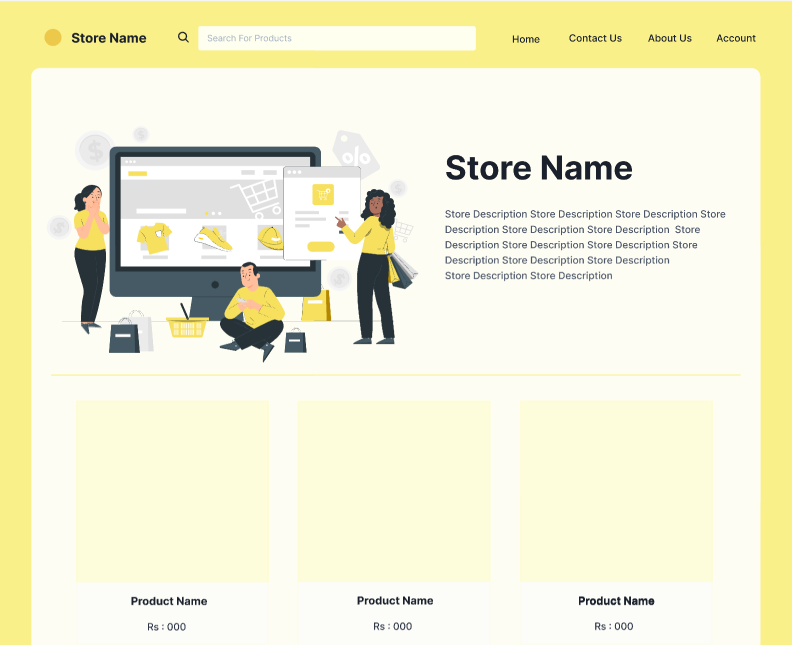 Store Name
Search For Products
Home
Contact Us
About Us
Account
%
$
$
$
$
$
Store Name
Store Description Store Description Store Description Store
Description Store Description Store Description  Store
Description Store Description Store Description Store
Description Store Description Store Description
Store Description Store Description
Product Name
Product Name
Product Name
Rs : 000
Rs : 000
Rs : 000